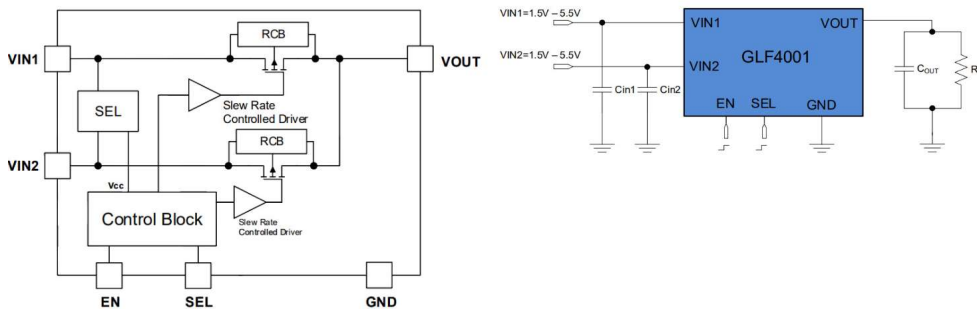 VIN1
RCB
VOUT
SEL
Slew Rate
Controlled Driver
RCB
VIN2
Vcc
Control Block
Slew Rate
Controlled Driver
EN
SEL
GND
VIN1=1.5V – 5.5V
VIN2=1.5V – 5.5V
VIN1
VOUT
GLF4001
VIN2
Cin1
Cin2
EN
SEL
GND
COUT
R